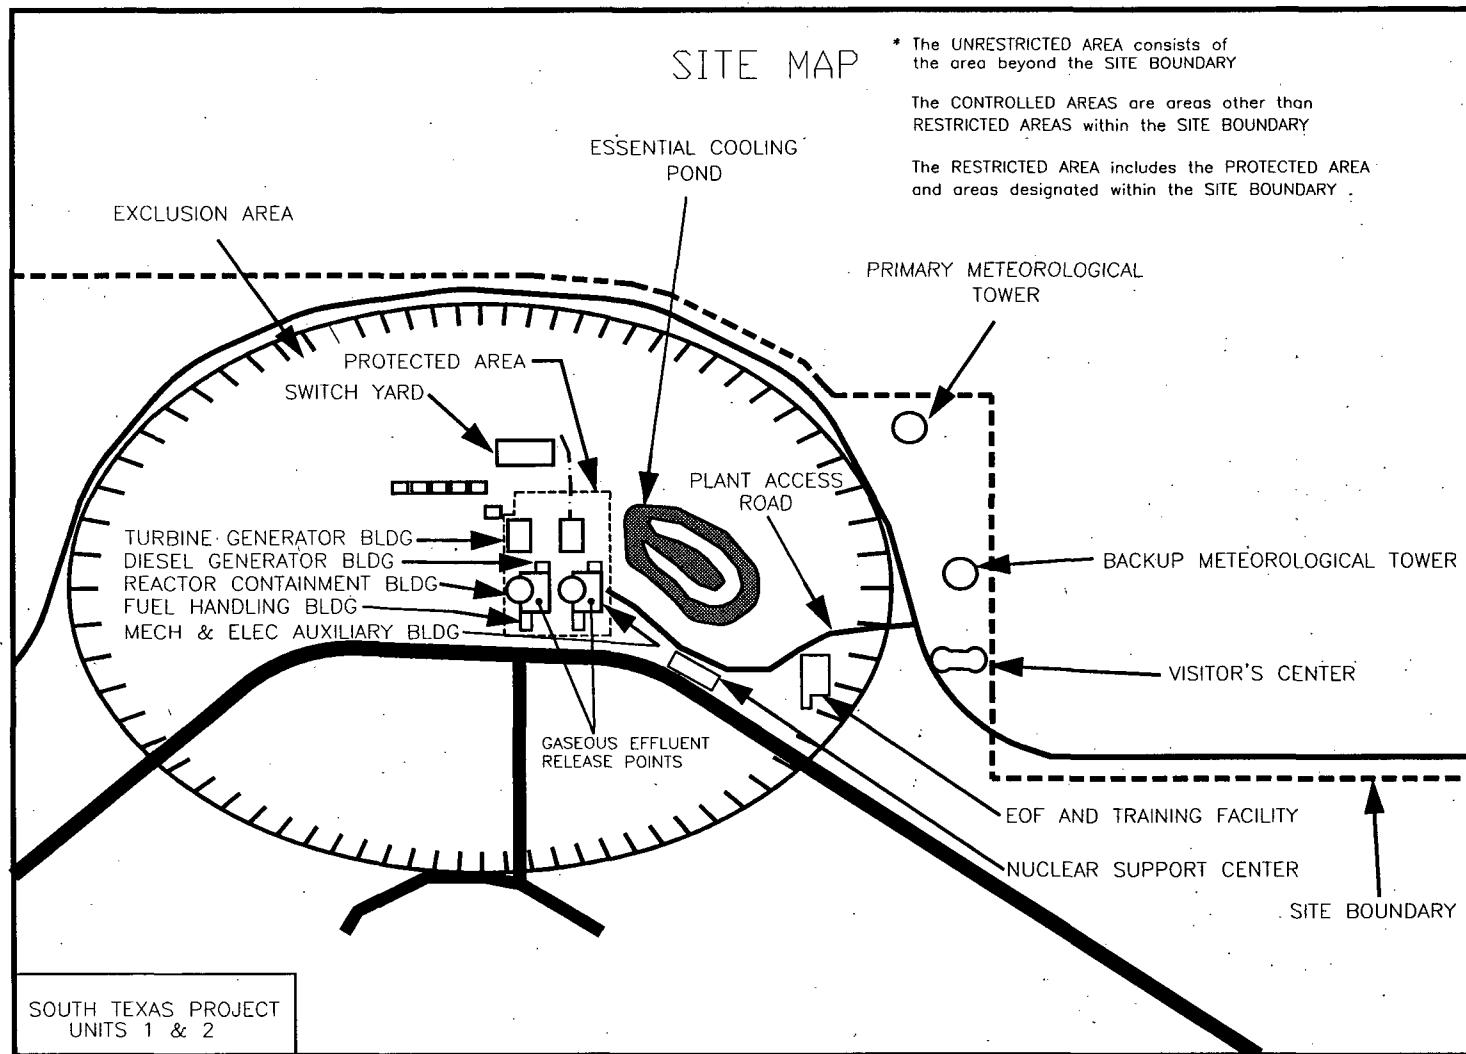 SITE MAP
* The UNRESTRICTED AREA consists of
the area beyond the SITE BOUNDARY
The CONTROLLED AREAS are areas other than
RESTRICTED AREAS within the SITE BOUNDARY
The RESTRICTED AREA includes the PROTECTED AREA
and areas designated within the SITE BOUNDARY .
ESSENTIAL COOLING
POND
EXCLUSION AREA
PRIMARY METEOROLOGICAL
TOWER
PROTECTED AREA
SWITCH YARD
PLANT ACCESS
ROAD
TURBINE GENERATOR BLDG
DIESEL GENERATOR BLDG
REACTOR CONTAINMENT BLDG
FUEL HANDLING BLDG
MECH & ELEC AUXILIARY BLDG
BACKUP METEOROLOGICAL TOWER
VISITOR'S CENTER
GASEOUS EFFLUENT
RELEASE POINTS
EOF AND TRAINING FACILITY
NUCLEAR SUPPORT CENTER
SITE BOUNDARY
SOUTH TEXAS PROJECT
UNITS 1 & 2